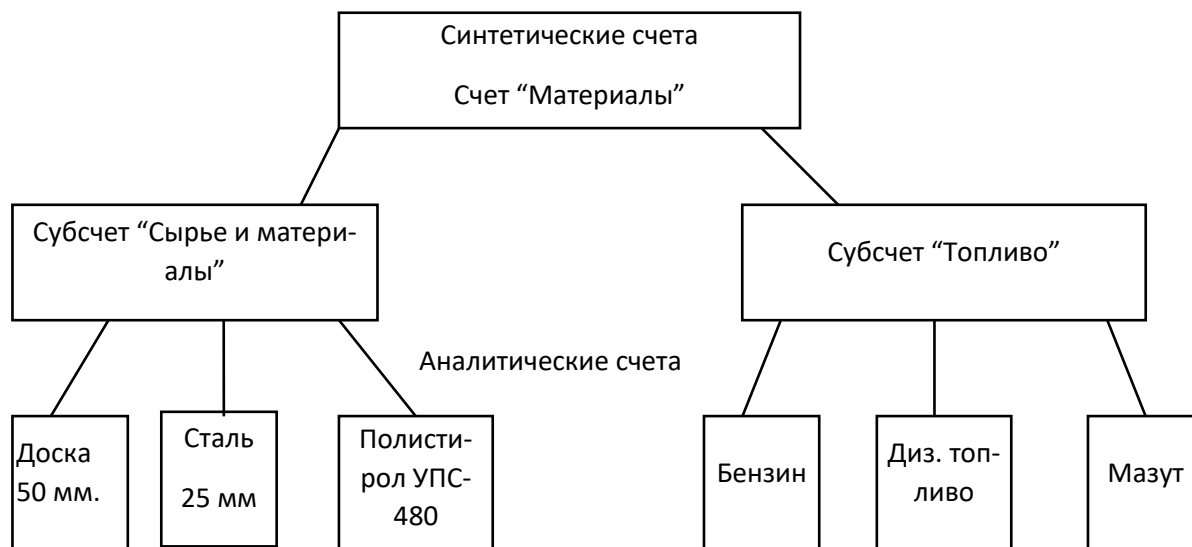 Синтетические счета
Счет “Материалы”
Субсчет “Сырье и матери-
алы”
Субсчет “Топливо”
Аналитические счета
Доска
50 мм.
Сталь
25 мм
Полисти-
рол УПС-
480
Бензин
Диз. топ-
ливо
Мазут